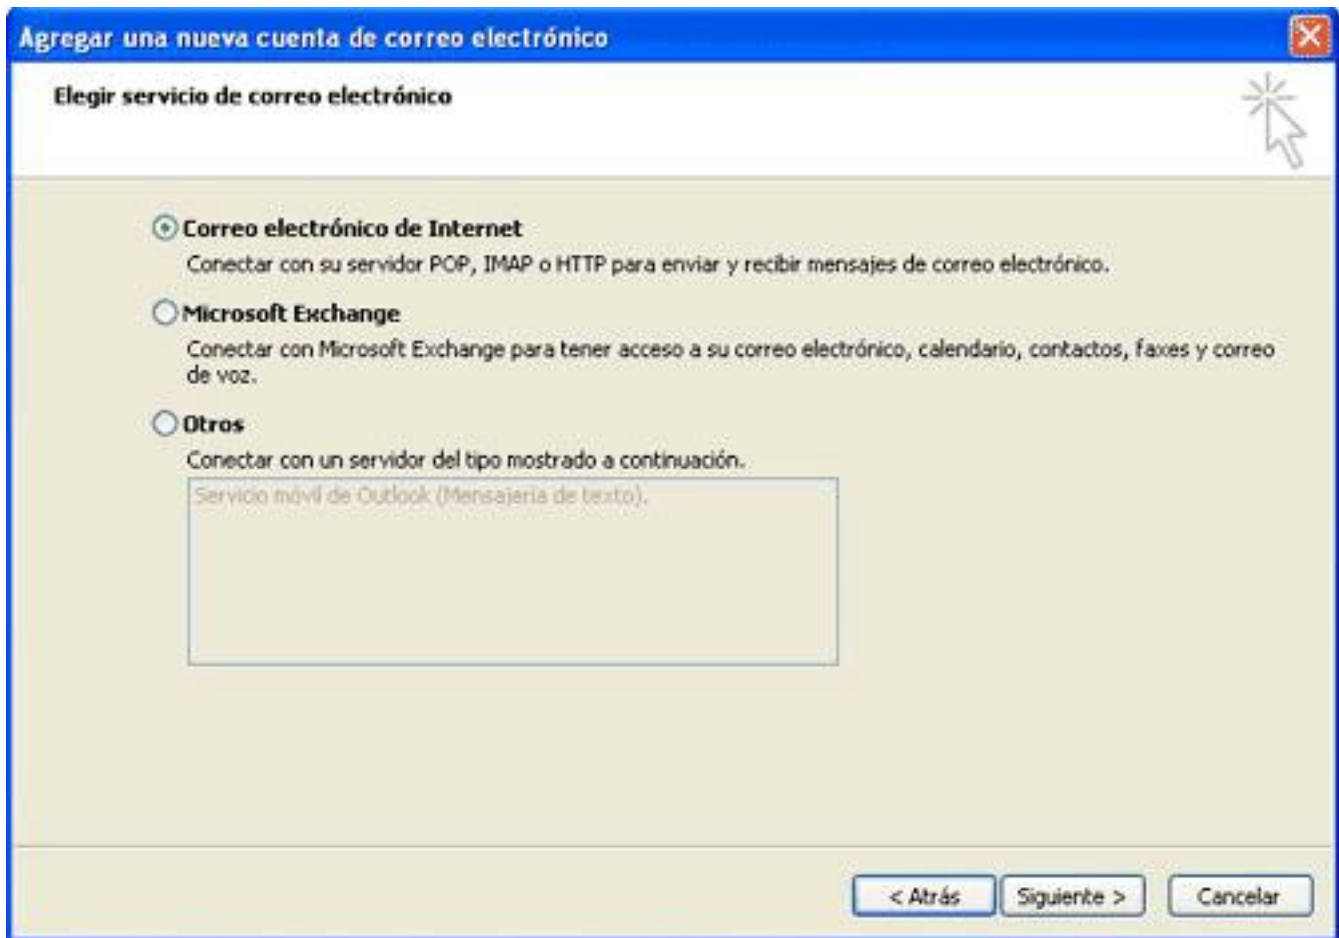 Agregar una nueva cuenta de correo electrónico
Elegir servicio de correo electrónico
Correo electrónico de Internet
Conectar con su servidor POP, IMAP o HTTP para enviar y recibir mensajes de correo electrónico.
Microsoft Exchange
Conectar con Microsoft Exchange para tener acceso a su correo electrónico, calendario, contactos, faxes y correo
de voz.
Otros
Conectar con un servidor del tipo mostrado a continuación.
Servicio móvil de Outlook (Mensajería de texto).
< Atrás
Siguiente >
Cancelar